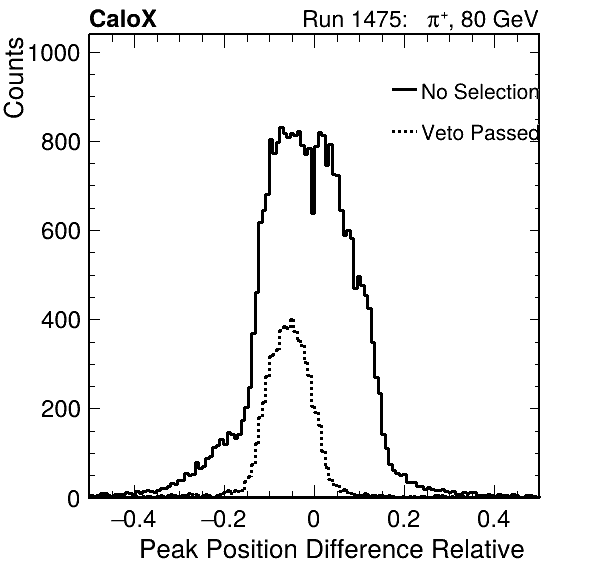 CaloX Run 1475: π⁺, 80 GeV
Counts
1000
No Selection
Veto Passed
800
600
400
200
0
−0.4 −0.2 0 0.2 0.4
Peak Position Difference Relative